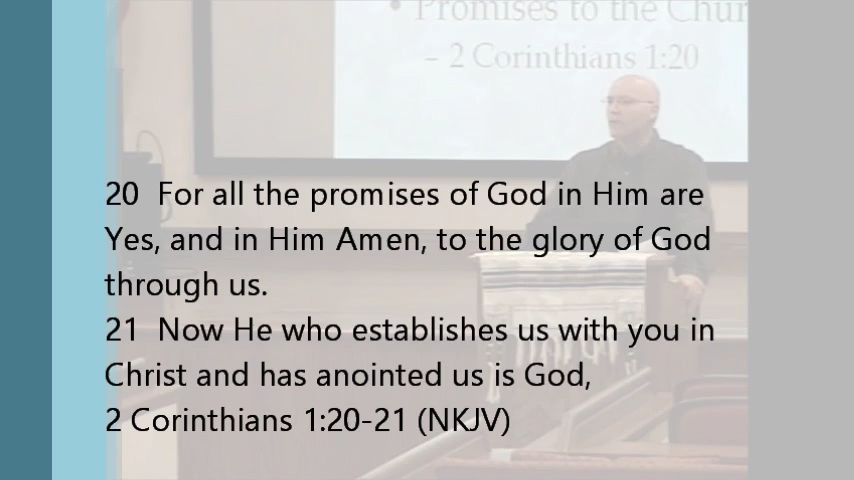 • Promises to the Chur
– 2 Corinthians 1:20
20 For all the promises of God in Him are
Yes, and in Him Amen, to the glory of God
through us.
21 Now He who establishes us with you in
Christ and has anointed us is God,
2 Corinthians 1:20-21 (NKJV)